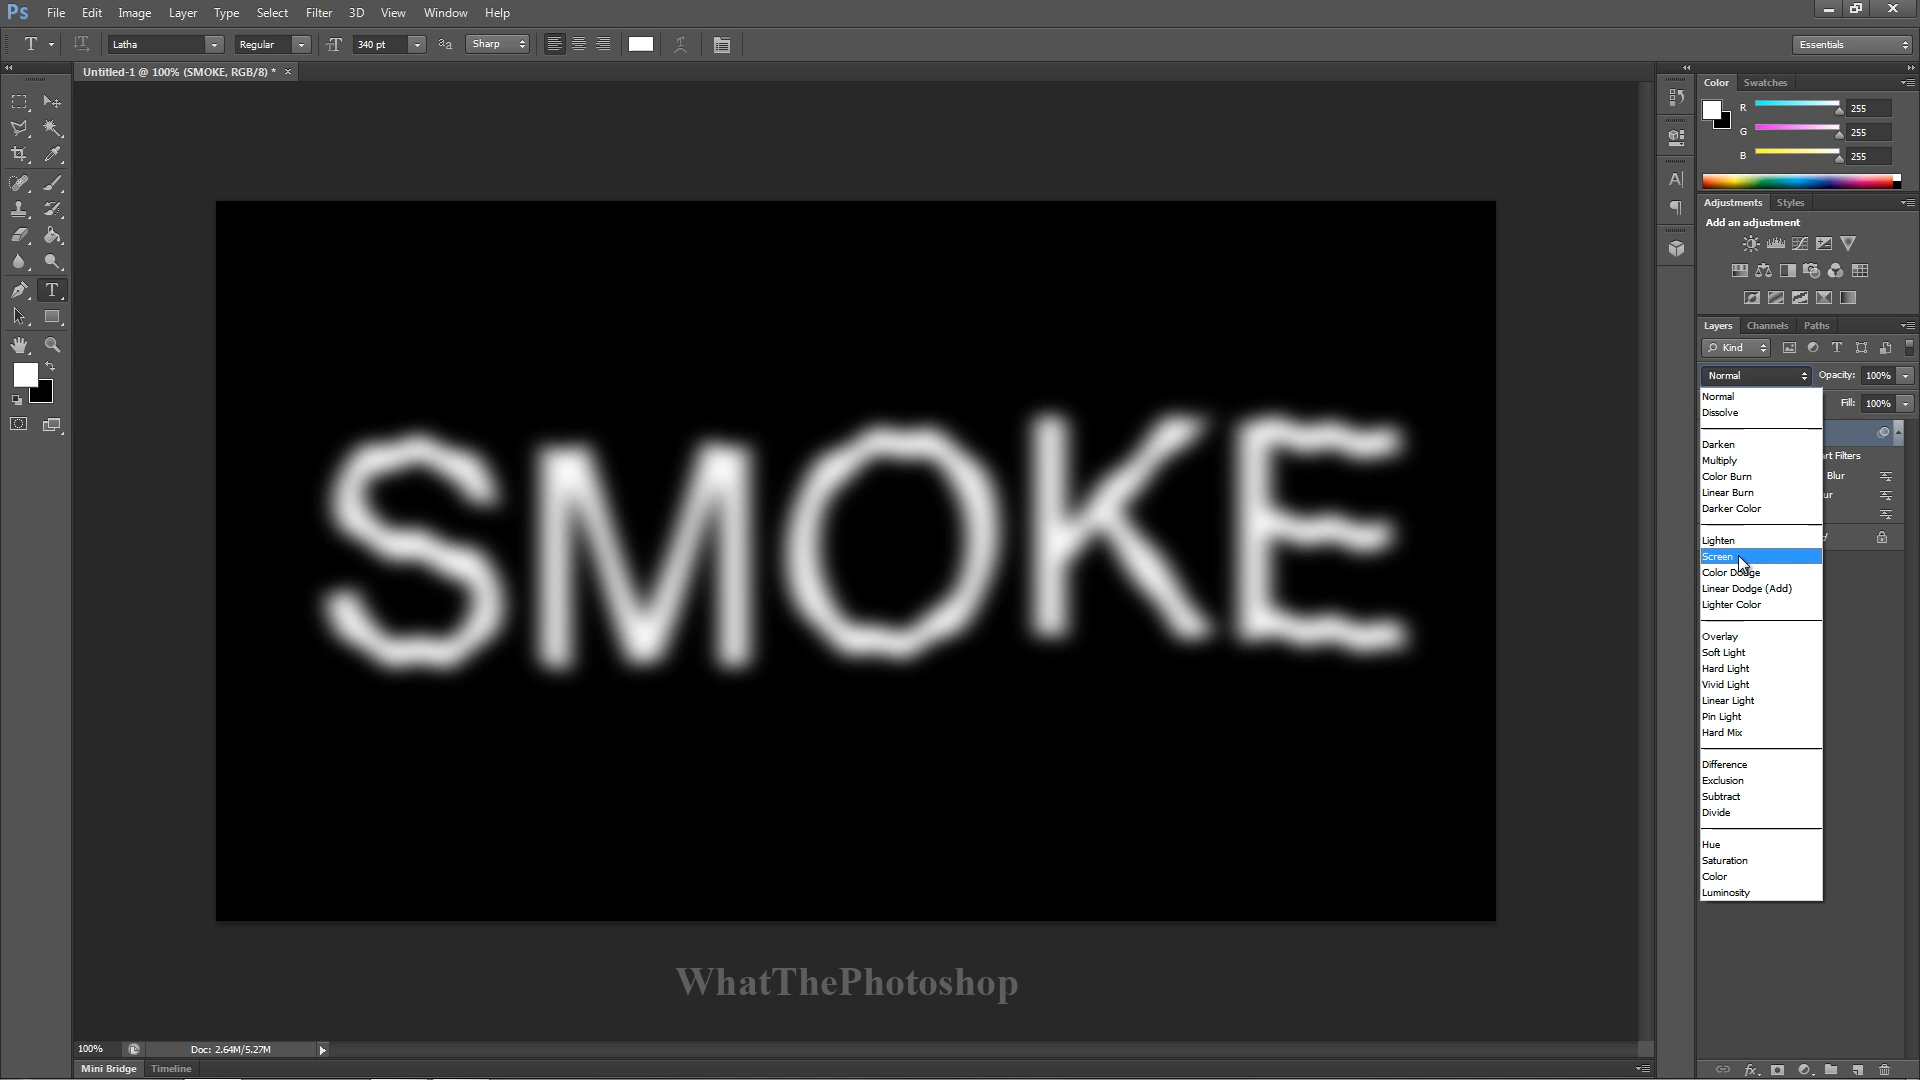 Ps File Edit Image Layer Type Select Filter 3D View Window Help
T Latha Regular 340 pt Sharp Essentials
Untitled-1 @ 100% (SMOKE, RGB/8) * ×
Color Swatches
R 255
G 255
B 255
Adjustments Styles
Add an adjustment
Layers Channels Paths
Kind
Normal Opacity: 100%
Fill: 100%
Normal
Dissolve
Darken
Multiply
Color Burn
Linear Burn
Darker Color
Lighten
Screen
Color Dodge
Linear Dodge (Add)
Lighter Color
Overlay
Soft Light
Hard Light
Vivid Light
Linear Light
Pin Light
Hard Mix
Difference
Exclusion
Subtract
Divide
Hue
Saturation
Color
Luminosity
art Filters
Blur
ur
SMOKE
WhatThePhotoshop
100% Doc: 2.64M/5.27M
Mini Bridge Timeline
fx